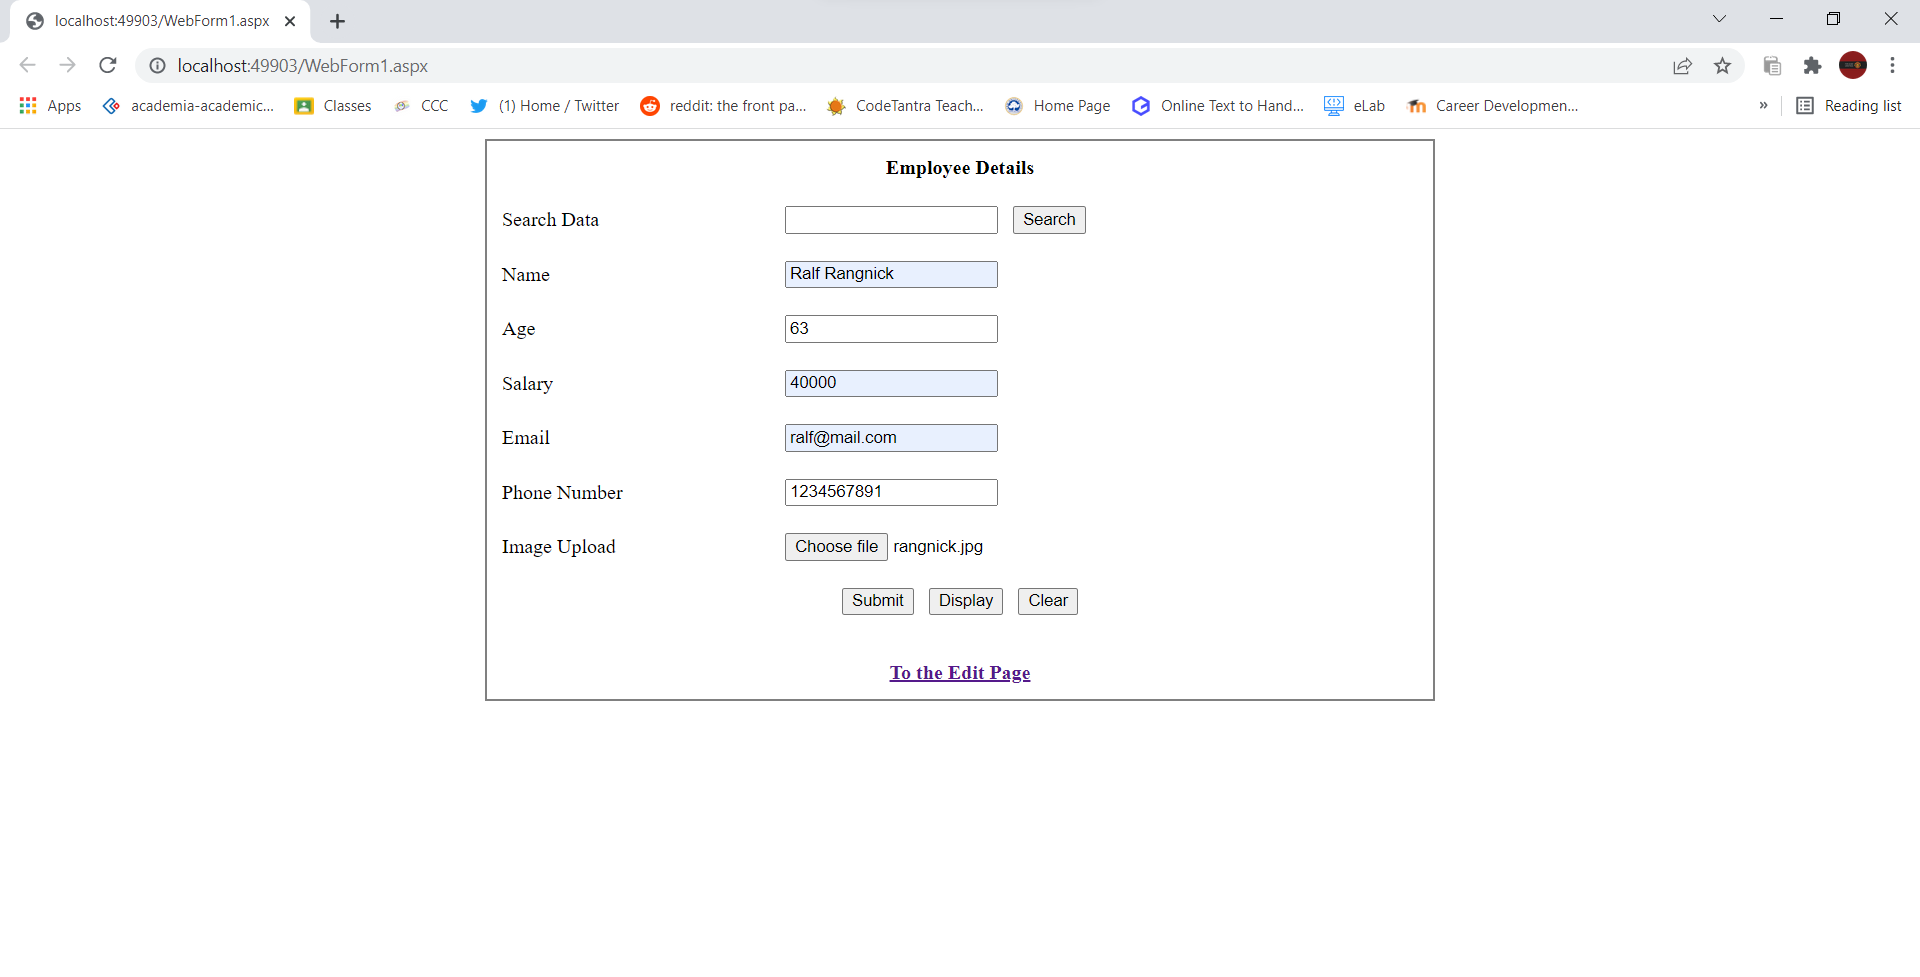 localhost:49903/WebForm1.aspx
localhost:49903/WebForm1.aspx
Apps academia-academic... Classes CCC (1) Home / Twitter reddit: the front pa... CodeTantra Teach... Home Page Online Text to Hand... eLab Career Developmen... » Reading list
Employee Details
Search Data Search
Name Ralf Rangnick
Age 63
Salary 40000
Email ralf@mail.com
Phone Number 1234567891
Image Upload Choose file rangnick.jpg
Submit Display Clear
To the Edit Page